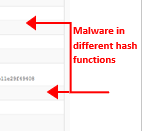 Malware in
different hash
functions